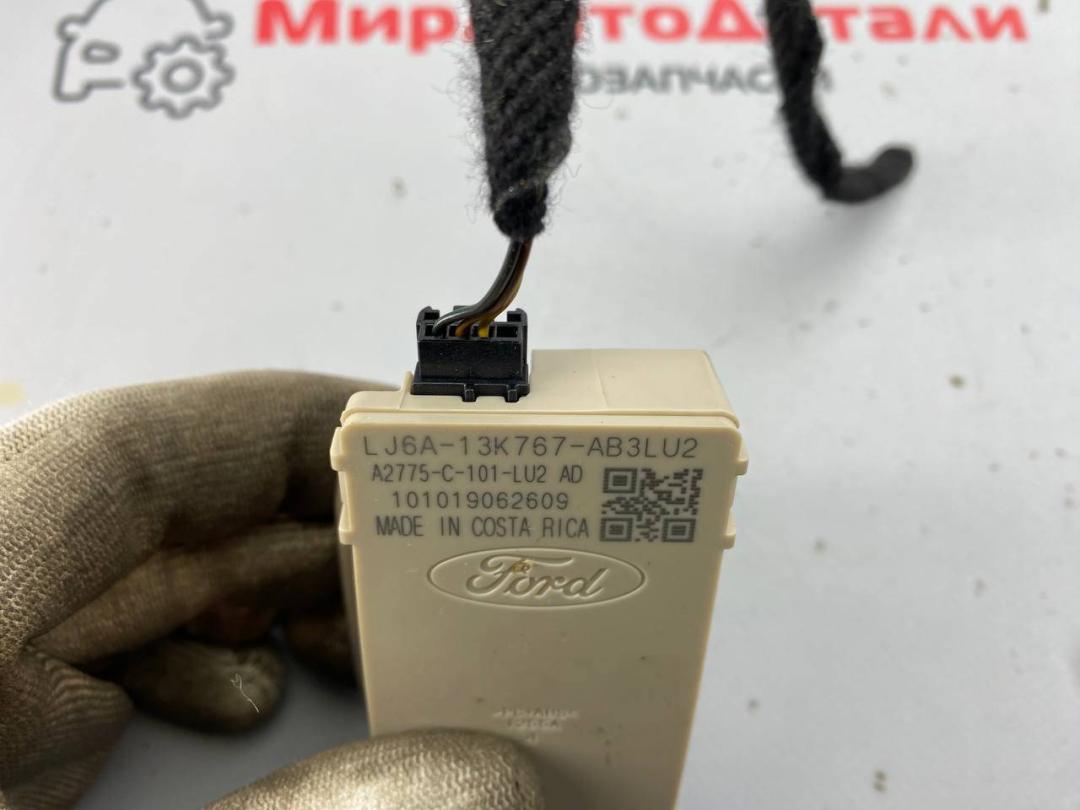 МирАвтоДетали
LJ6A-13K767-AB3LU2
A2775-C-101-LU2 AD
101019062609
MADE IN COSTA RICA
Ford